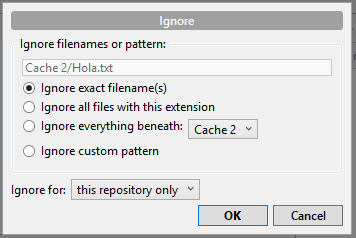 Ignore
Ignore filenames or pattern:
Cache 2/Hola.txt
Ignore exact filename(s)
Ignore all files with this extension
Ignore everything beneath: Cache 2
Ignore custom pattern
Ignore for: this repository only
OK Cancel